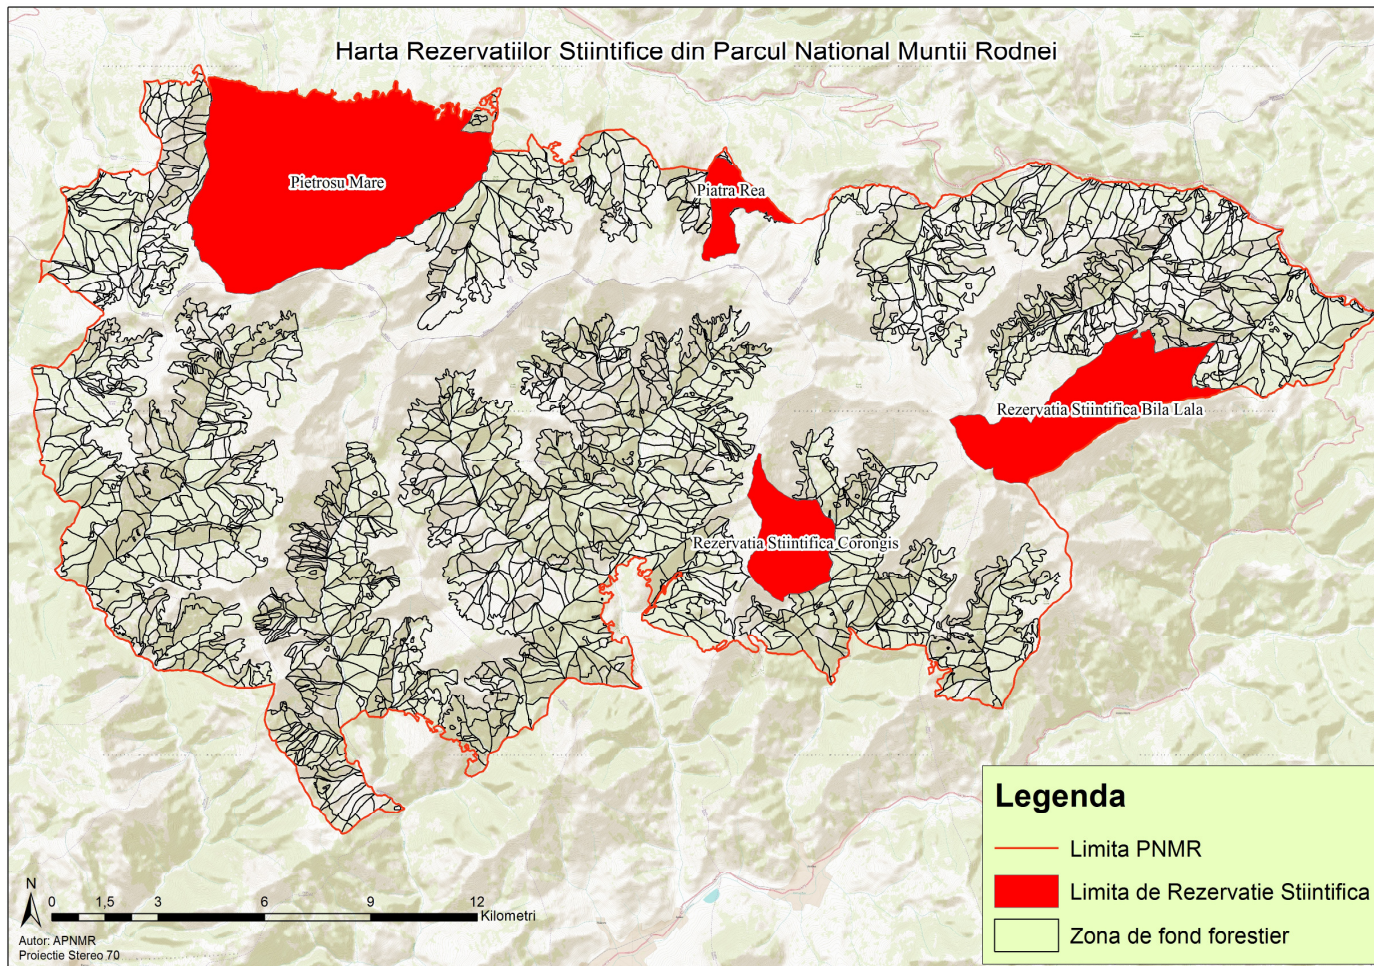 Harta Rezervatiilor Stiintifice din Parcul National Muntii Rodnei
Pietrosu Mare
Piatra Rea
Rezervatia Stiintifica Bila Lala
Rezervatia Stiintifica Corongis
Legenda
Limita PNMR
Limita de Rezervatie Stiintifica
Zona de fond forestier
N
0 1,5 3 6 9 12
Kilometri
Autor: APNMR
Proiectie Stereo 70